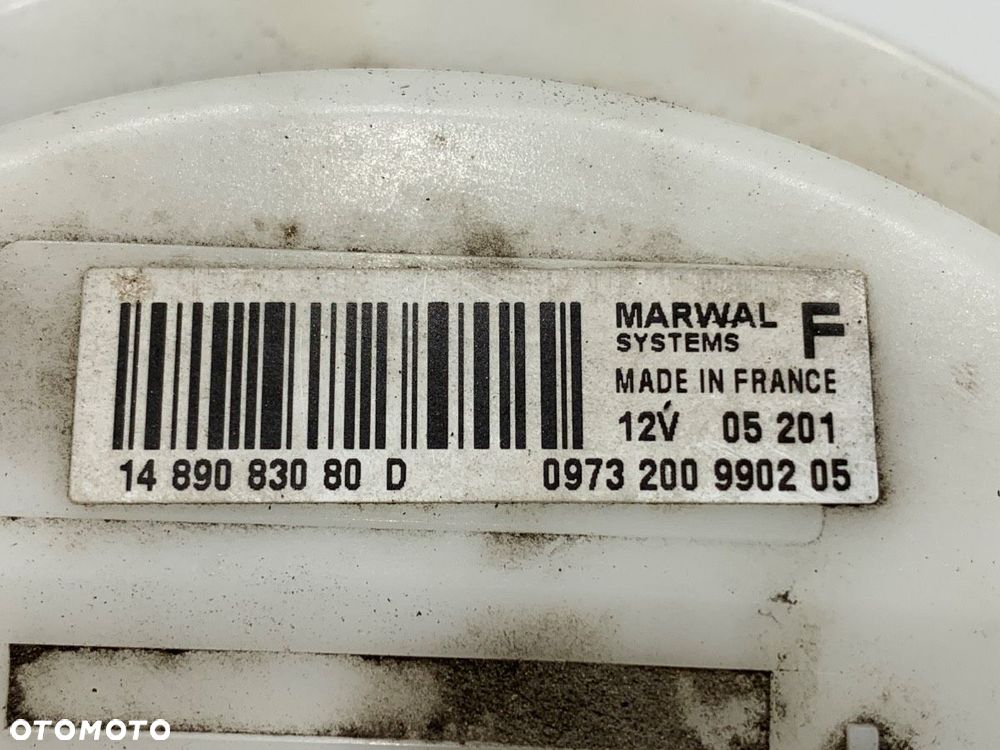 MARWAL F
SYSTEMS
MADE IN FRANCE
12V 05 201
14 890 830 80 D 0973 200 9902 05
OTOMOTO